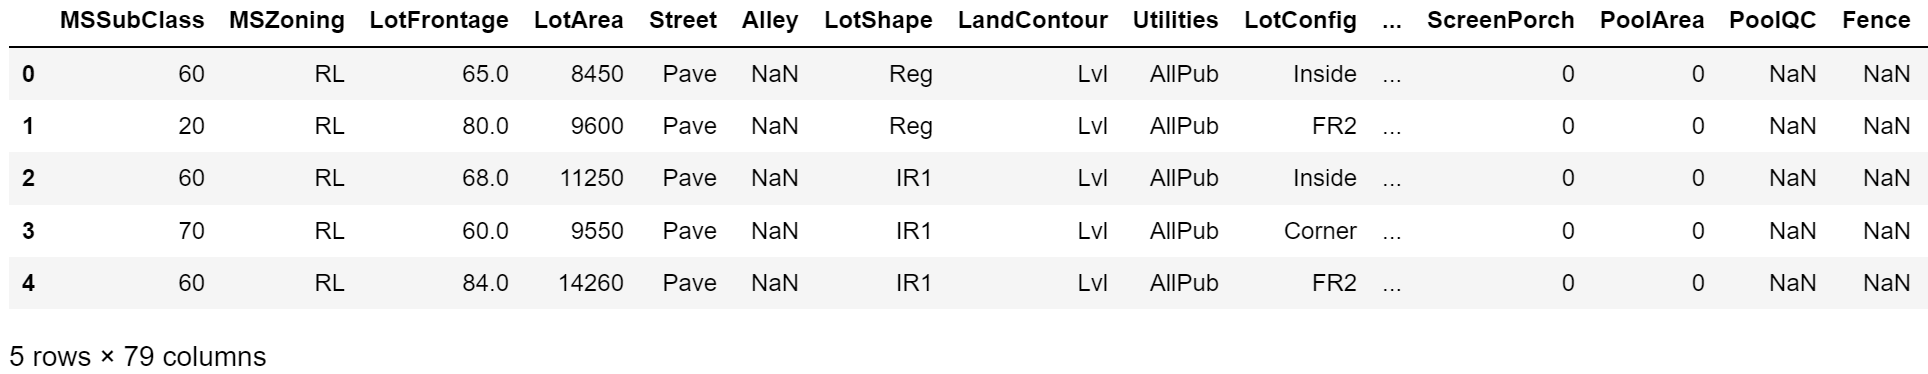 MSSubClass MSZoning LotFrontage LotArea Street Alley LotShape LandContour Utilities LotConfig ... ScreenPorch PoolArea PoolQC Fence
0 60 RL 65.0 8450 Pave NaN Reg Lvl AllPub Inside ... 0 0 NaN NaN
1 20 RL 80.0 9600 Pave NaN Reg Lvl AllPub FR2 ... 0 0 NaN NaN
2 60 RL 68.0 11250 Pave NaN IR1 Lvl AllPub Inside ... 0 0 NaN NaN
3 70 RL 60.0 9550 Pave NaN IR1 Lvl AllPub Corner ... 0 0 NaN NaN
4 60 RL 84.0 14260 Pave NaN IR1 Lvl AllPub FR2 ... 0 0 NaN NaN
5 rows × 79 columns